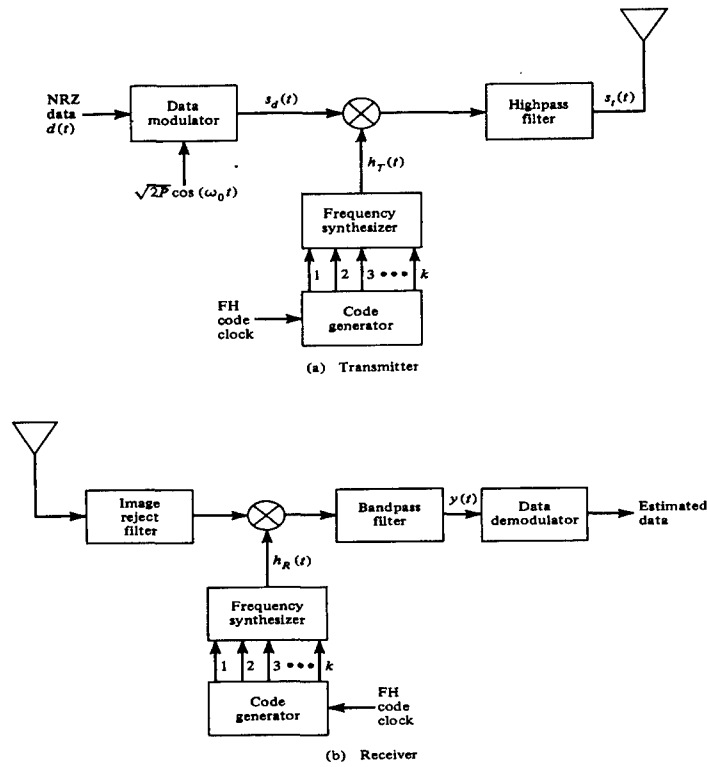 NRZ
data
d(t)
Data
modulator
s_d(t)
√2P cos (ω₀t)
h_T(t)
Highpass
filter
s_t(t)
Frequency
synthesizer
1 2 3 ••• k
FH
code
clock
Code
generator
(a) Transmitter
Image
reject
filter
h_R(t)
Bandpass
filter
y(t)
Data
demodulator
Estimated
data
Frequency
synthesizer
1 2 3 ••• k
Code
generator
FH
code
clock
(b) Receiver